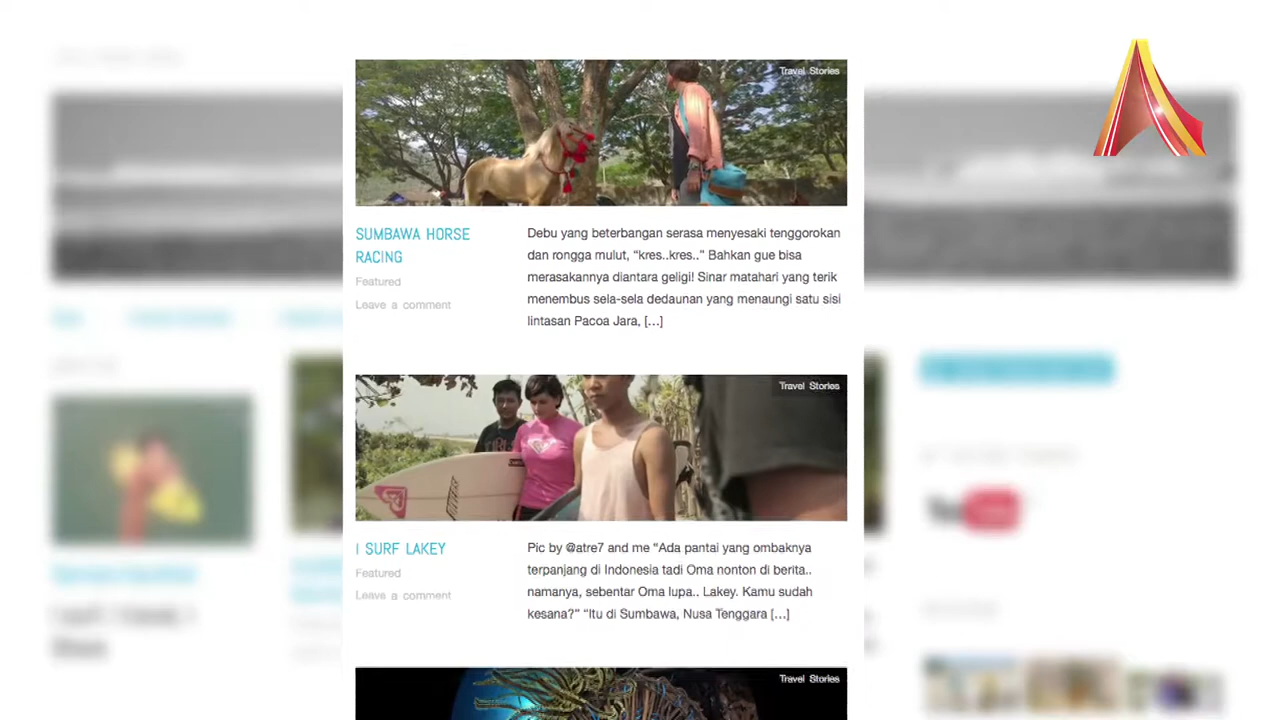 Travel Stories
SUMBAWA HORSE
RACING
Featured
Leave a comment
Debu yang beterbangan serasa menyesaki tenggorokan
dan rongga mulut, “kres..kres..” Bahkan gue bisa
merasakannya diantara geligi! Sinar matahari yang terik
menembus sela-sela dedaunan yang menaungi satu sisi
lintasan Pacoa Jara, [...]
Travel Stories
I SURF LAKEY
Featured
Leave a comment
Pic by @atre7 and me “Ada pantai yang ombaknya
terpanjang di Indonesia tadi Oma nonton di berita..
namanya, sebentar Oma lupa.. Lakey. Kamu sudah
kesana?” “Itu di Sumbawa, Nusa Tenggara [...]
Travel Stories